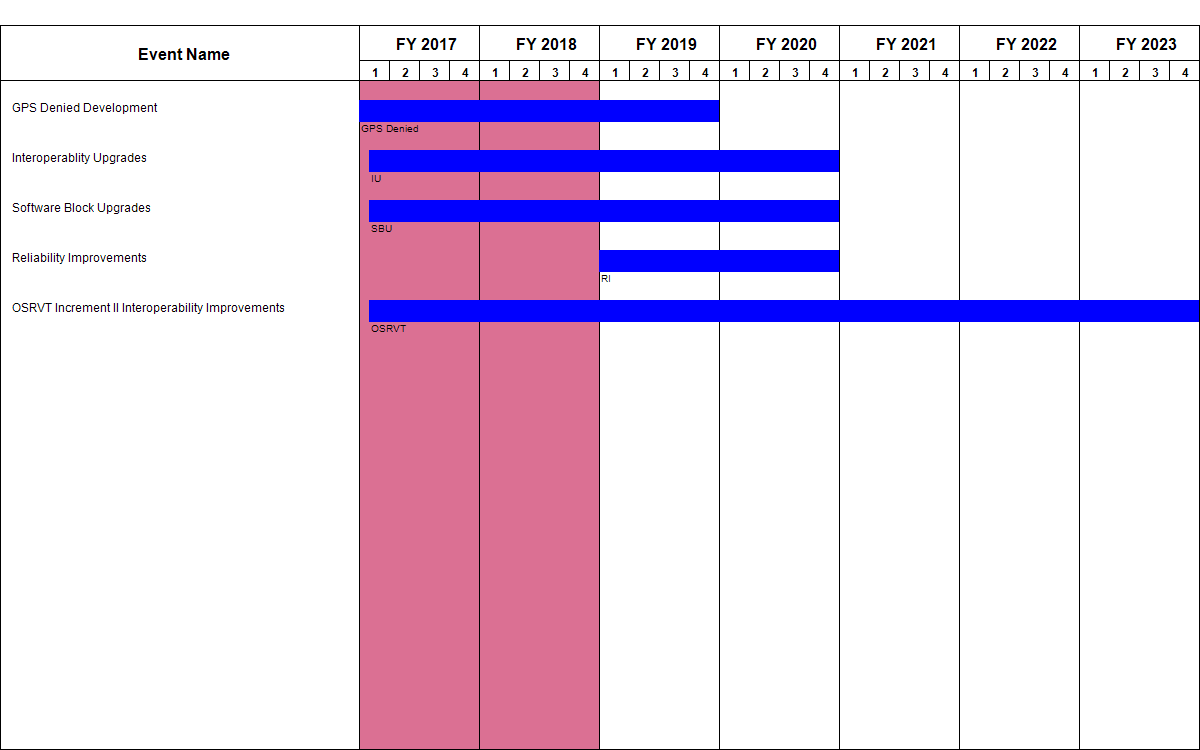 Event Name
FY 2017 FY 2018 FY 2019 FY 2020 FY 2021 FY 2022 FY 2023
1 2 3 4 1 2 3 4 1 2 3 4 1 2 3 4 1 2 3 4 1 2 3 4 1 2 3 4
GPS Denied Development
GPS Denied
Interoperablity Upgrades
IU
Software Block Upgrades
SBU
Reliability Improvements
RI
OSRVT Increment II Interoperability Improvements
OSRVT